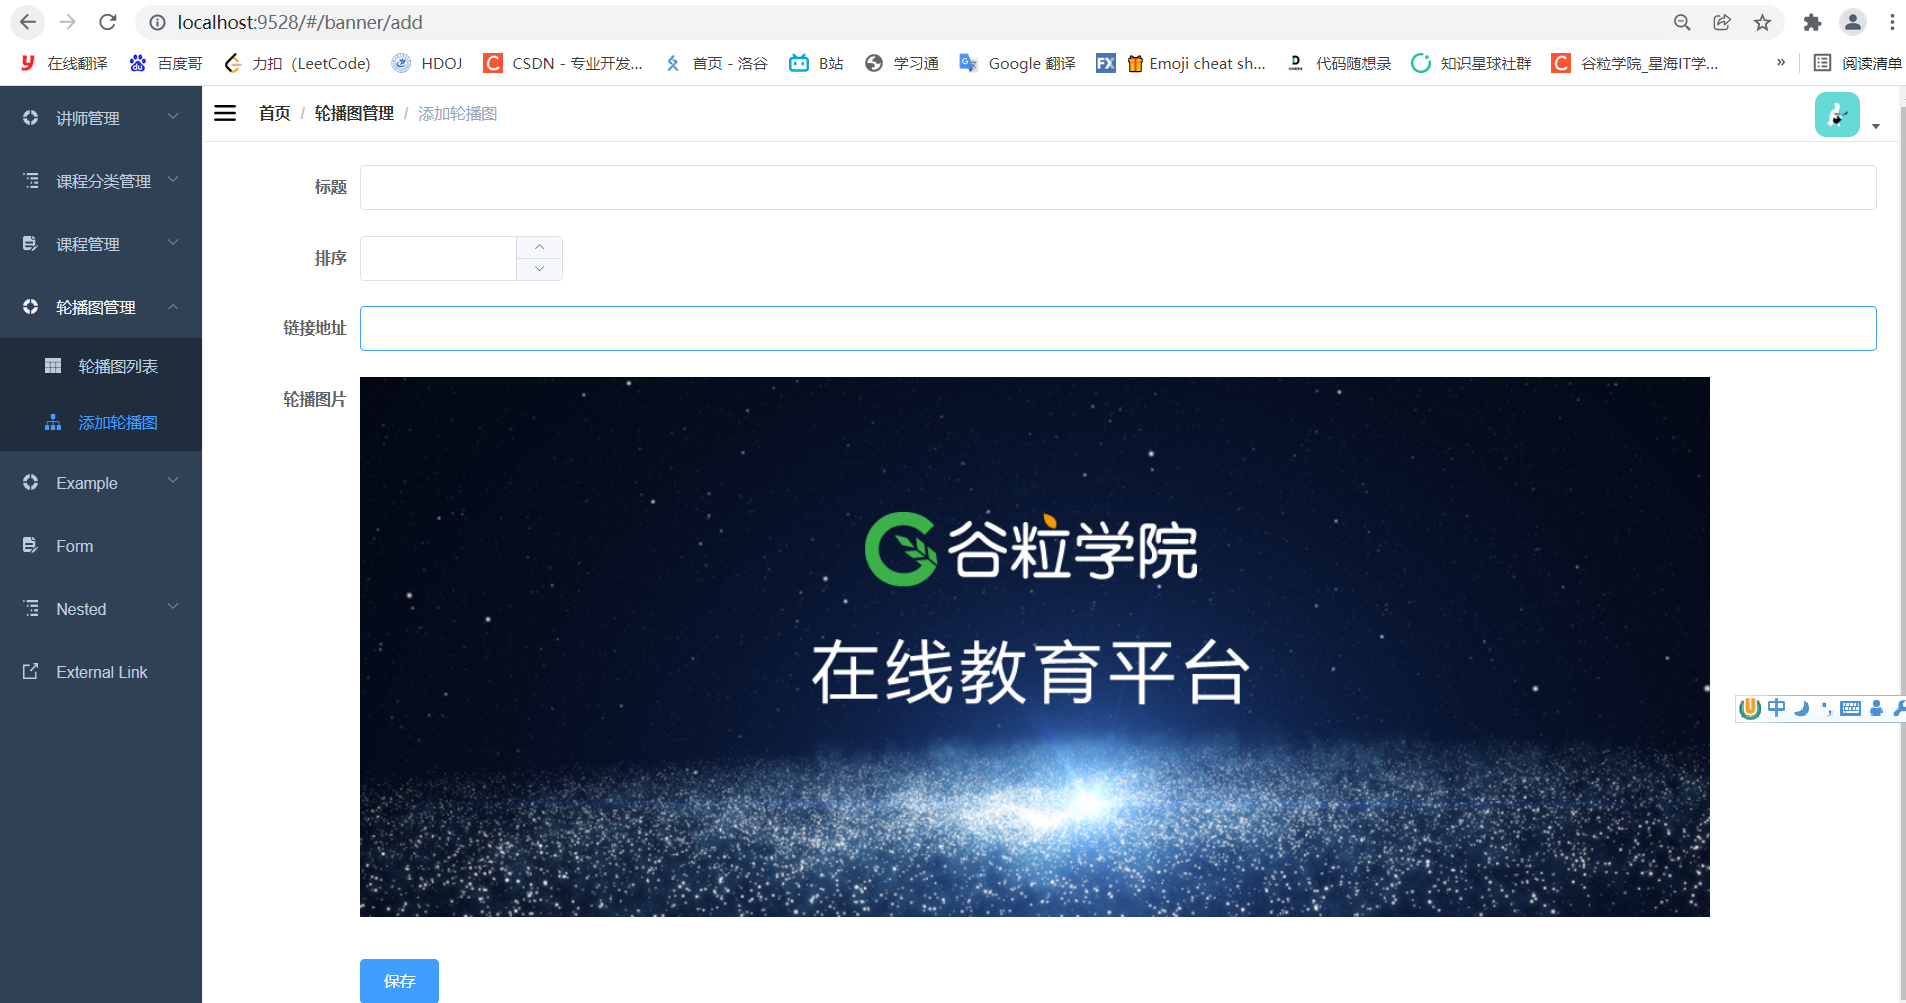 localhost:9528/#/banner/add
在线翻译 百度哥 力扣（LeetCode） HDOJ CSDN - 专业开发... 首页 - 洛谷 B站 学习通 Google 翻译 FX Emoji cheat sh... 代码随想录 知识星球社群 谷粒学院_星海IT学... » 阅读清单
首页 / 轮播图管理 / 添加轮播图
讲师管理
课程分类管理
课程管理
轮播图管理
轮播图列表
添加轮播图
Example
Form
Nested
External Link
标题
排序
链接地址
轮播图片
谷粒学院
在线教育平台
中
保存